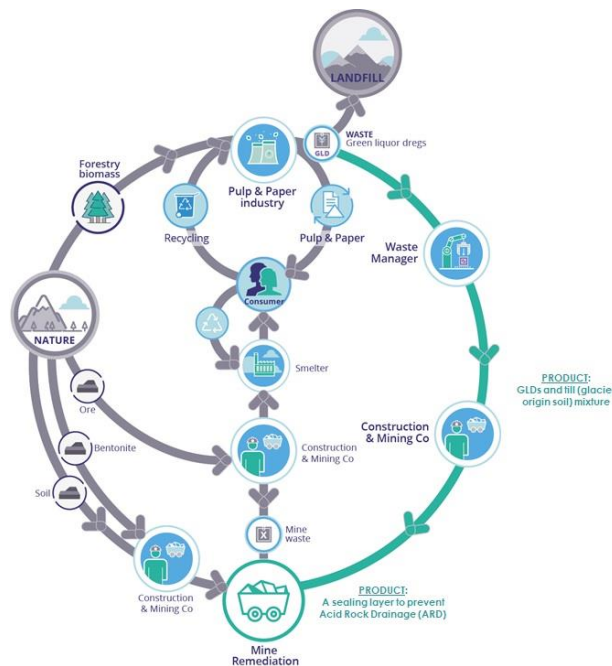 LANDFILL
WASTE
Green liquor dregs
GLD
Forestry
biomass
Pulp & Paper
industry
Recycling
Pulp & Paper
Waste
Manager
Consumer
NATURE
Smelter
PRODUCT:
GLDs and till (glacie
origin soil) mixture
Ore
Construction
& Mining Co
Construction
& Mining Co
Bentonite
Soil
Mine
waste
X
Construction
& Mining Co
PRODUCT:
A sealing layer to prevent
Acid Rock Drainage (ARD)
Mine
Remediation